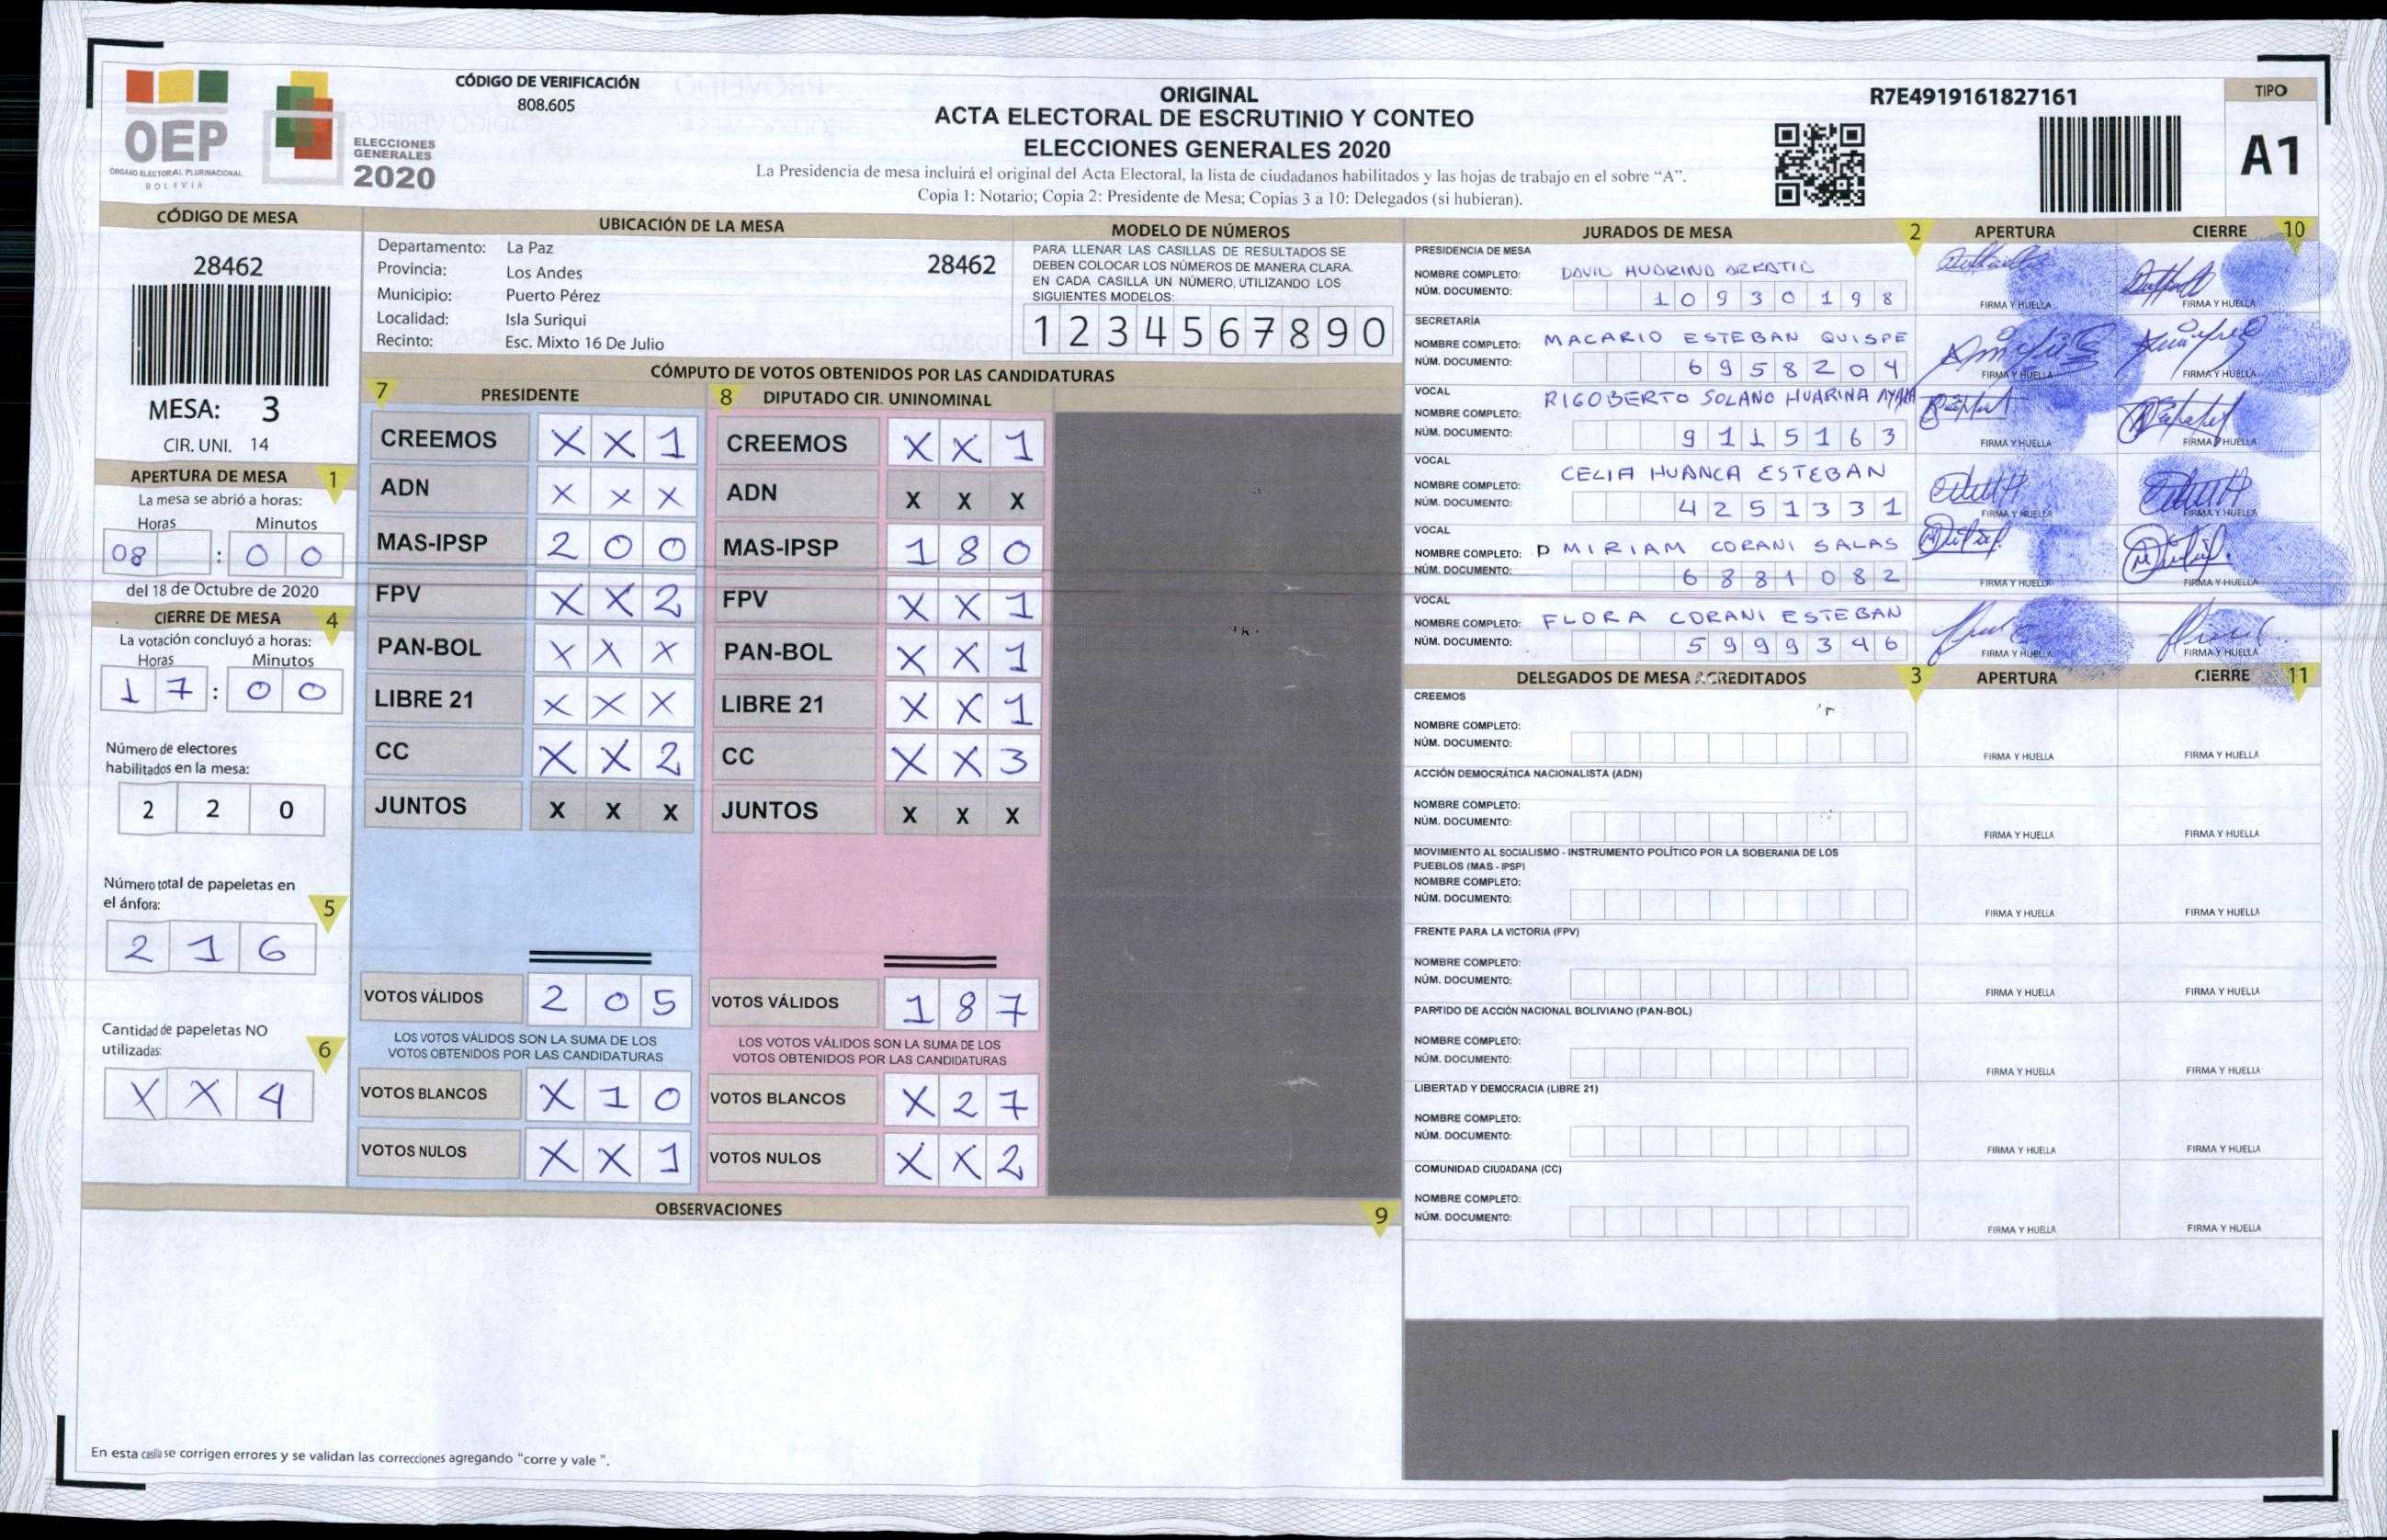 OEP
ÓRGANO ELECTORAL PLURINACIONAL
BOLIVIA
ELECCIONES
GENERALES
2020
CÓDIGO DE VERIFICACIÓN
808.605
ORIGINAL
ACTA ELECTORAL DE ESCRUTINIO Y CONTEO
ELECCIONES GENERALES 2020
La Presidencia de mesa incluirá el original del Acta Electoral, la lista de ciudadanos habilitados y las hojas de trabajo en el sobre “A”.
Copia 1: Notario; Copia 2: Presidente de Mesa; Copias 3 a 10: Delegados (si hubieran).
R7E4919161827161
TIPO
A1
CÓDIGO DE MESA
28462
MESA: 3
CIR. UNI. 14
APERTURA DE MESA 1
La mesa se abrió a horas:
Horas Minutos
08 : 0 0
del 18 de Octubre de 2020
CIERRE DE MESA 4
La votación concluyó a horas:
Horas Minutos
1 7 : 0 0
Número de electores
habilitados en la mesa:
2 2 0
Número total de papeletas en
el ánfora:
5
2 1 6
Cantidad de papeletas NO
utilizadas:
6
X X 4
UBICACIÓN DE LA MESA
Departamento: La Paz
28462
Provincia: Los Andes
Municipio: Puerto Pérez
Localidad: Isla Suriqui
Recinto: Esc. Mixto 16 De Julio
MODELO DE NÚMEROS
PARA LLENAR LAS CASILLAS DE RESULTADOS SE
DEBEN COLOCAR LOS NÚMEROS DE MANERA CLARA.
EN CADA CASILLA UN NÚMERO, UTILIZANDO LOS
SIGUIENTES MODELOS:
1 2 3 4 5 6 7 8 9 0
CÓMPUTO DE VOTOS OBTENIDOS POR LAS CANDIDATURAS
7 PRESIDENTE
CREEMOS X X 1
ADN X X X
MAS-IPSP 2 0 0
FPV X X 2
PAN-BOL X X X
LIBRE 21 X X X
CC X X 2
JUNTOS X X X
VOTOS VÁLIDOS 2 0 5
LOS VOTOS VÁLIDOS SON LA SUMA DE LOS
VOTOS OBTENIDOS POR LAS CANDIDATURAS
VOTOS BLANCOS X 1 0
VOTOS NULOS X X 1
8 DIPUTADO CIR. UNINOMINAL
CREEMOS X X 1
ADN X X X
MAS-IPSP 1 8 0
FPV X X 1
PAN-BOL X X 1
LIBRE 21 X X 1
CC X X 3
JUNTOS X X X
VOTOS VÁLIDOS 1 8 7
LOS VOTOS VÁLIDOS SON LA SUMA DE LOS
VOTOS OBTENIDOS POR LAS CANDIDATURAS
VOTOS BLANCOS X 2 7
VOTOS NULOS X X 2
OBSERVACIONES
9
En esta casilla se corrigen errores y se validan las correcciones agregando "corre y vale ".
JURADOS DE MESA 2 APERTURA CIERRE 10
PRESIDENCIA DE MESA
NOMBRE COMPLETO: DAVID HUARINA
NÚM. DOCUMENTO: 1 0 9 3 0 1 9 8
FIRMA Y HUELLA FIRMA Y HUELLA
SECRETARÍA
NOMBRE COMPLETO: MACARIO ESTEBAN QUISPE
NÚM. DOCUMENTO: 6 9 5 8 2 0 4
FIRMA Y HUELLA FIRMA Y HUELLA
VOCAL
NOMBRE COMPLETO: RIGOBERTO SOLANO HUARINA AYALA
NÚM. DOCUMENTO: 9 1 1 5 1 6 3
FIRMA Y HUELLA FIRMA Y HUELLA
VOCAL
NOMBRE COMPLETO: CELIA HUANCA ESTEBAN
NÚM. DOCUMENTO: 4 2 5 1 3 3 1
FIRMA Y HUELLA FIRMA Y HUELLA
VOCAL
NOMBRE COMPLETO: D MIRIAM CORANI SALAS
NÚM. DOCUMENTO: 6 8 8 1 0 8 2
FIRMA Y HUELLA FIRMA Y HUELLA
VOCAL
NOMBRE COMPLETO: FLORA CORANI ESTEBAN
NÚM. DOCUMENTO: 5 9 9 9 3 4 6
FIRMA Y HUELLA FIRMA Y HUELLA
DELEGADOS DE MESA ACREDITADOS 3 APERTURA CIERRE 11
CREEMOS
NOMBRE COMPLETO:
NÚM. DOCUMENTO:
FIRMA Y HUELLA FIRMA Y HUELLA
ACCIÓN DEMOCRÁTICA NACIONALISTA (ADN)
NOMBRE COMPLETO:
NÚM. DOCUMENTO:
FIRMA Y HUELLA FIRMA Y HUELLA
MOVIMIENTO AL SOCIALISMO - INSTRUMENTO POLÍTICO POR LA SOBERANIA DE LOS
PUEBLOS (MAS - IPSP)
NOMBRE COMPLETO:
NÚM. DOCUMENTO:
FIRMA Y HUELLA FIRMA Y HUELLA
FRENTE PARA LA VICTORIA (FPV)
NOMBRE COMPLETO:
NÚM. DOCUMENTO:
FIRMA Y HUELLA FIRMA Y HUELLA
PARTIDO DE ACCIÓN NACIONAL BOLIVIANO (PAN-BOL)
NOMBRE COMPLETO:
NÚM. DOCUMENTO:
FIRMA Y HUELLA FIRMA Y HUELLA
LIBERTAD Y DEMOCRACIA (LIBRE 21)
NOMBRE COMPLETO:
NÚM. DOCUMENTO:
FIRMA Y HUELLA FIRMA Y HUELLA
COMUNIDAD CIUDADANA (CC)
NOMBRE COMPLETO:
NÚM. DOCUMENTO:
FIRMA Y HUELLA FIRMA Y HUELLA